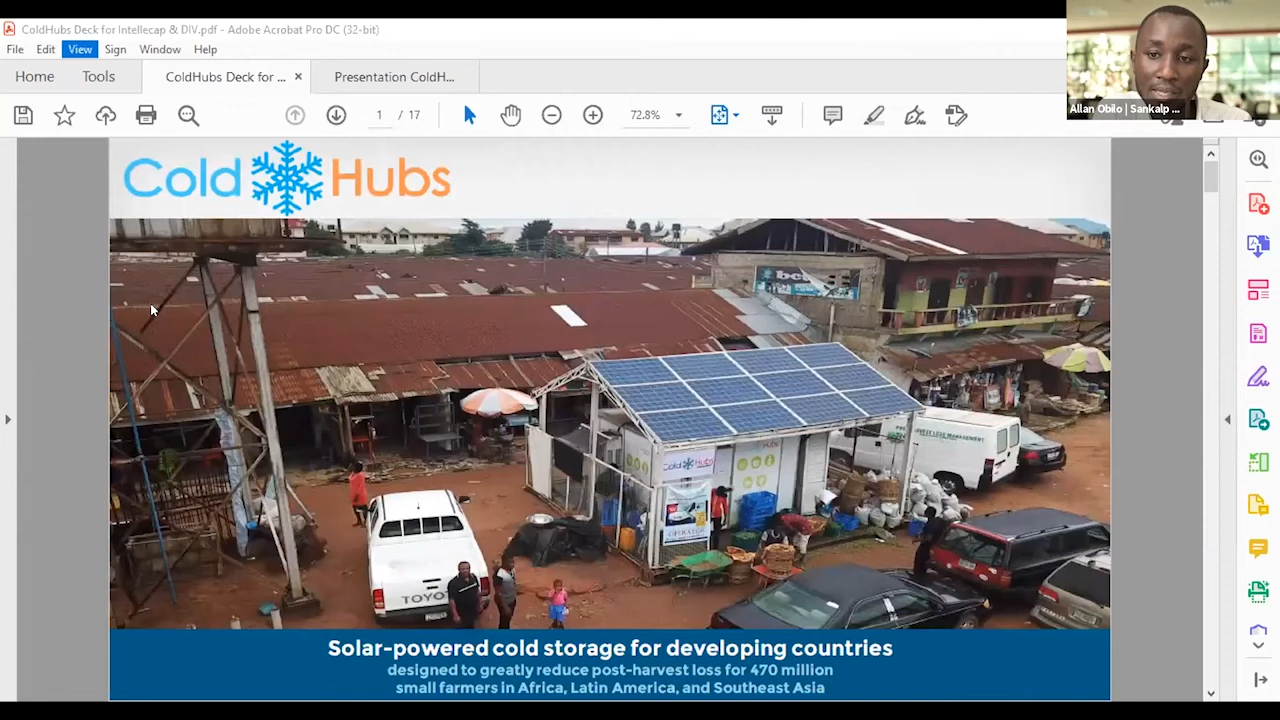 ColdHubs Deck for Intellecap & DIV.pdf - Adobe Acrobat Pro DC (32-bit)
File Edit View Sign Window Help
Home Tools ColdHubs Deck for ... × Presentation ColdH...
1 / 17 72.8%
Allan Obilo | Sankalp ...
Cold Hubs
Cold Hubs
TOYO
Solar-powered cold storage for developing countries
designed to greatly reduce post-harvest loss for 470 million
small farmers in Africa, Latin America, and Southeast Asia